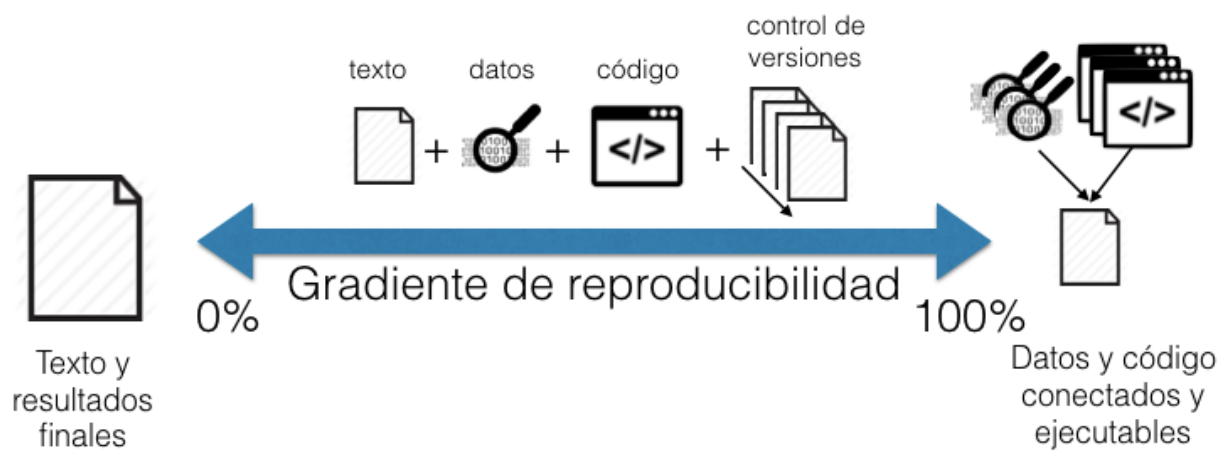 control de
versiones
texto
datos
código
+
+
+
</>
</>
Gradiente de reproducibilidad
0%
100%
Texto y
resultados
finales
Datos y código
conectados y
ejecutables